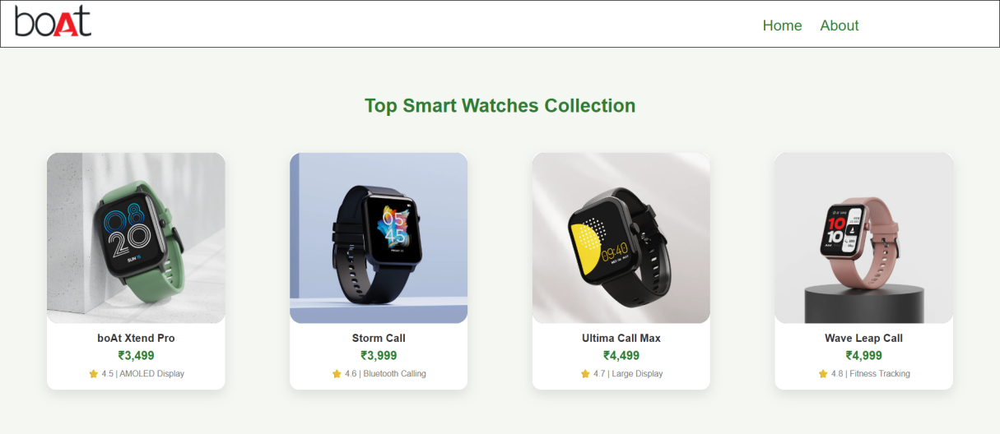 boAt
Home About
Top Smart Watches Collection
08
20
SUN 15
05
45
09:40
10
10
boAt Xtend Pro
₹3,499
⭐ 4.5 | AMOLED Display
Storm Call
₹3,999
⭐ 4.6 | Bluetooth Calling
Ultima Call Max
₹4,499
⭐ 4.7 | Large Display
Wave Leap Call
₹4,999
⭐ 4.8 | Fitness Tracking